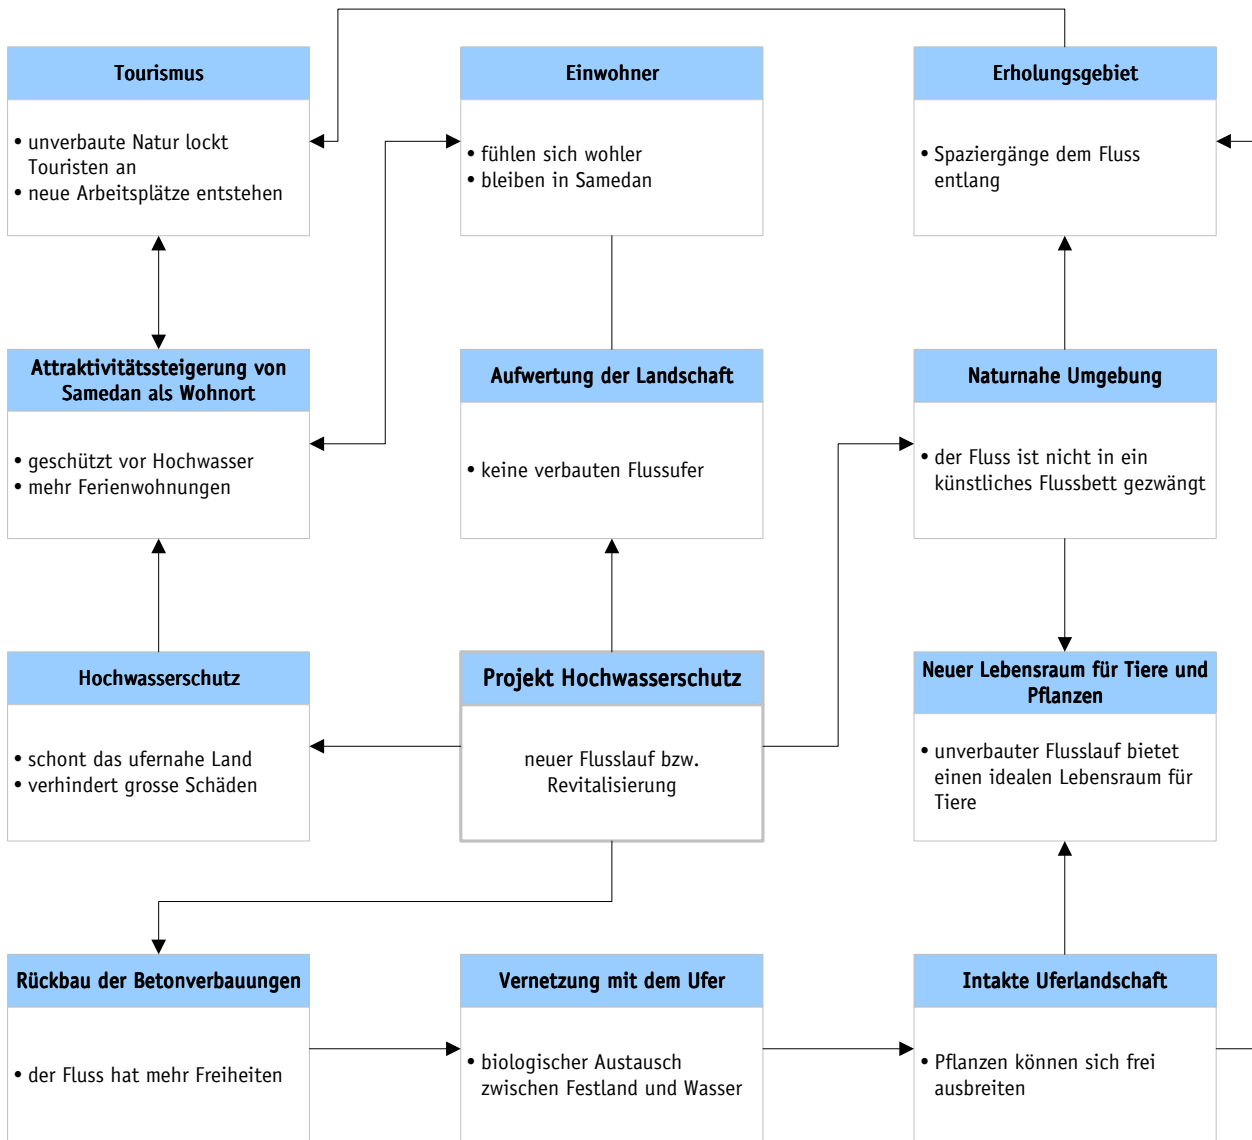 Tourismus
• unverbaute Natur lockt
Touristen an
• neue Arbeitsplätze entstehen
Einwohner
• fühlen sich wohler
• bleiben in Samedan
Erholungsgebiet
• Spaziergänge dem Fluss
entlang
Attraktivitätssteigerung von
Samedan als Wohnort
• geschützt vor Hochwasser
• mehr Ferienwohnungen
Aufwertung der Landschaft
• keine verbauten Flussufer
Naturnahe Umgebung
• der Fluss ist nicht in ein
künstliches Flussbett gezwängt
Hochwasserschutz
• schont das ufernahe Land
• verhindert grosse Schäden
Projekt Hochwasserschutz
neuer Flusslauf bzw.
Revitalisierung
Neuer Lebensraum für Tiere und
Pflanzen
• unverbauter Flusslauf bietet
einen idealen Lebensraum für
Tiere
Rückbau der Betonverbauungen
• der Fluss hat mehr Freiheiten
Vernetzung mit dem Ufer
• biologischer Austausch
zwischen Festland und Wasser
Intakte Uferlandschaft
• Pflanzen können sich frei
ausbreiten